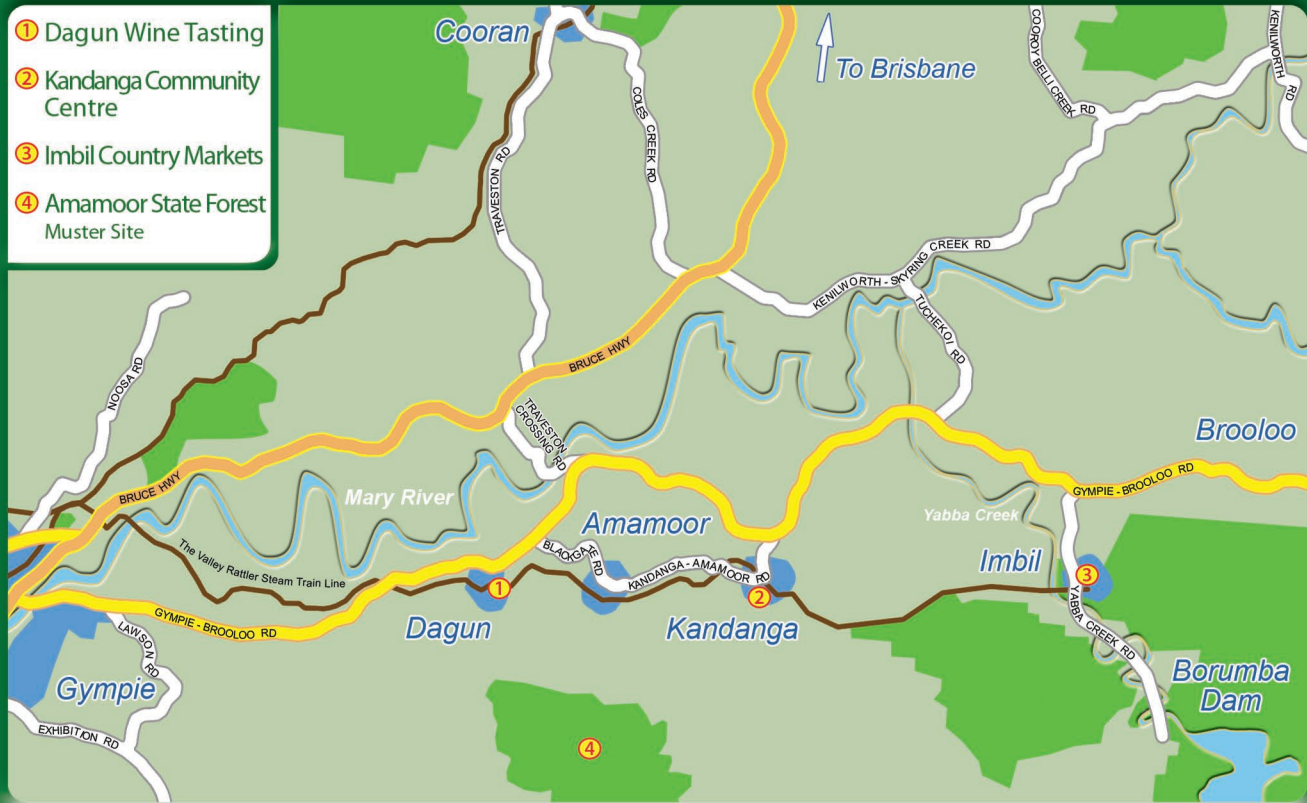 1 Dagun Wine Tasting
2 Kandanga Community
Centre
3 Imbil Country Markets
4 Amamoor State Forest
Muster Site
Cooran
To Brisbane
COOROY BELLI CREEK RD
KENILWORTH RD
TRAVESTON RD
COLES CREEK RD
KENILWORTH - SKYRING CREEK RD
TUCHEKOI RD
NOOSA RD
BRUCE HWY
BRUCE HWY
TRAVESTON
CROSSING RD
Brooloo
GYMPIE - BROOLOO RD
Mary River
Yabba Creek
Amamoor
Imbil
The Valley Rattler Steam Train Line
BLACKGATE RD
KANDANGA - AMAMOOR RD
1
2
3
GYMPIE - BROOLOO RD
Dagun
Kandanga
YABBA CREEK RD
LAWSON RD
Gympie
Borumba
Dam
EXHIBITION RD
4